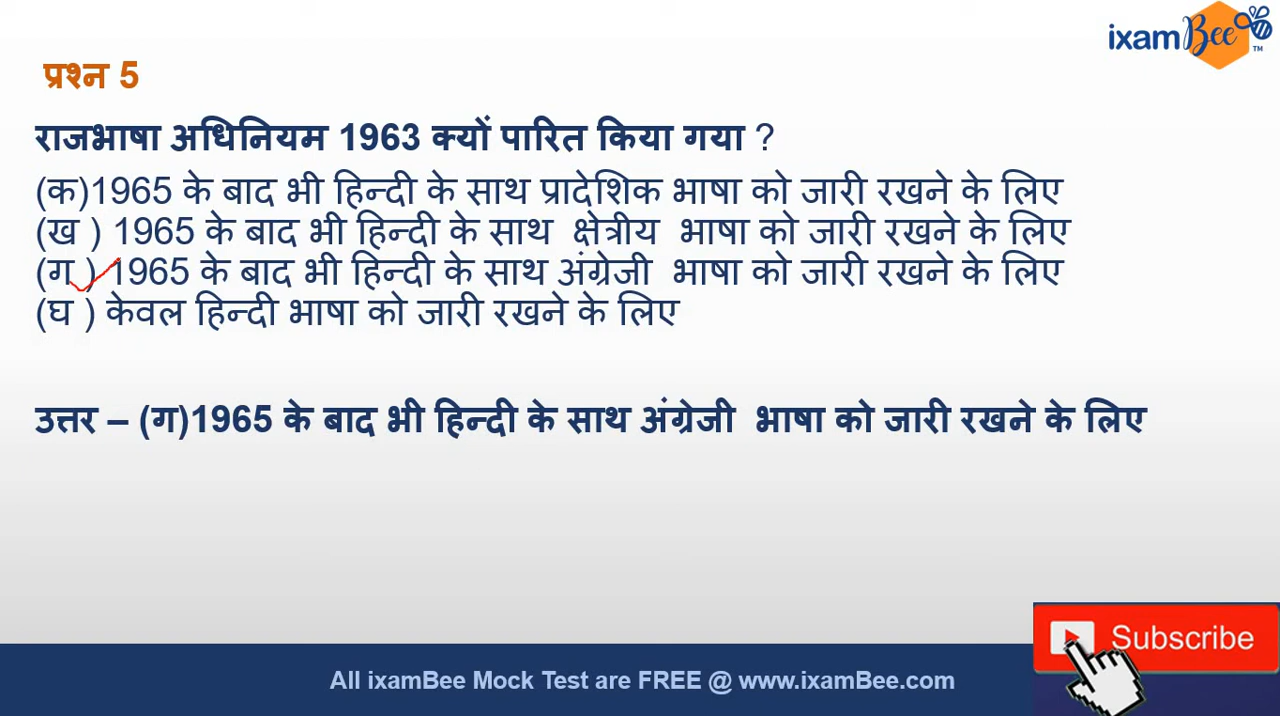 ixamBee
TM
प्रश्न 5
राजभाषा अधिनियम 1963 क्यों पारित किया गया ?
(क)1965 के बाद भी हिन्दी के साथ प्रादेशिक भाषा को जारी रखने के लिए
(ख ) 1965 के बाद भी हिन्दी के साथ क्षेत्रीय भाषा को जारी रखने के लिए
(ग ) 1965 के बाद भी हिन्दी के साथ अंग्रेजी भाषा को जारी रखने के लिए
(घ ) केवल हिन्दी भाषा को जारी रखने के लिए
उत्तर – (ग)1965 के बाद भी हिन्दी के साथ अंग्रेजी भाषा को जारी रखने के लिए
Subscribe
All ixamBee Mock Test are FREE @ www.ixamBee.com